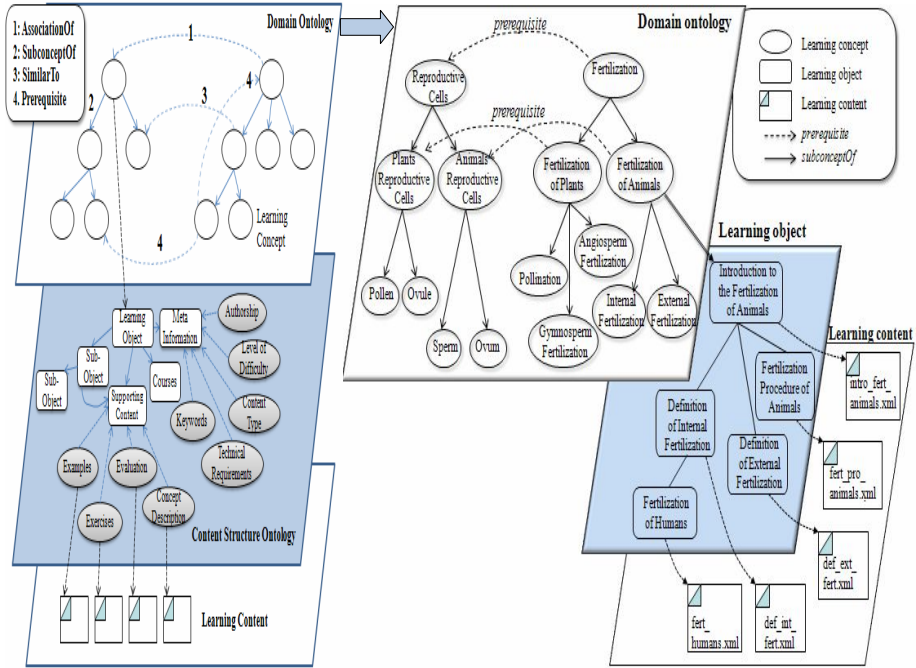 1: AssociationOf
2: SubconceptOf
3: SimilarTo
4. Prerequisite
Domain Ontology
1
2
3
4
4
Learning
Concept
Learning
Object
Meta
Information
Authorship
Sub-
Object
Sub-
Object
Courses
Level of
Difficulty
Supporting
Content
Keywords
Content
Type
Technical
Requirements
Examples
Evaluation
Exercises
Concept
Description
Content Structure Ontology
Learning Content
Domain ontology
prerequisite
Reproductive
Cells
Fertilization
prerequisite
Plants
Reproductive
Cells
Animals
Reproductive
Cells
Fertilization
of Plants
Fertilization
of Animals
Pollen
Ovule
Sperm
Ovum
Pollination
Angiosperm
Fertilization
Gymnosperm
Fertilization
Internal
Fertilization
External
Fertilization
Learning concept
Learning object
Learning content
prerequisite
subconceptOf
Learning object
Introduction to
the Fertilization
of Animals
Fertilization
Procedure of
Animals
Definition
of Internal
Fertilization
Definition
of External
Fertilization
Fertilization
of Humans
Learning content
intro_fert_
animals.xml
fert_pro_
animals.xml
def_ext_
fert.xml
fert_
humans.xml
def_int_
fert.xml